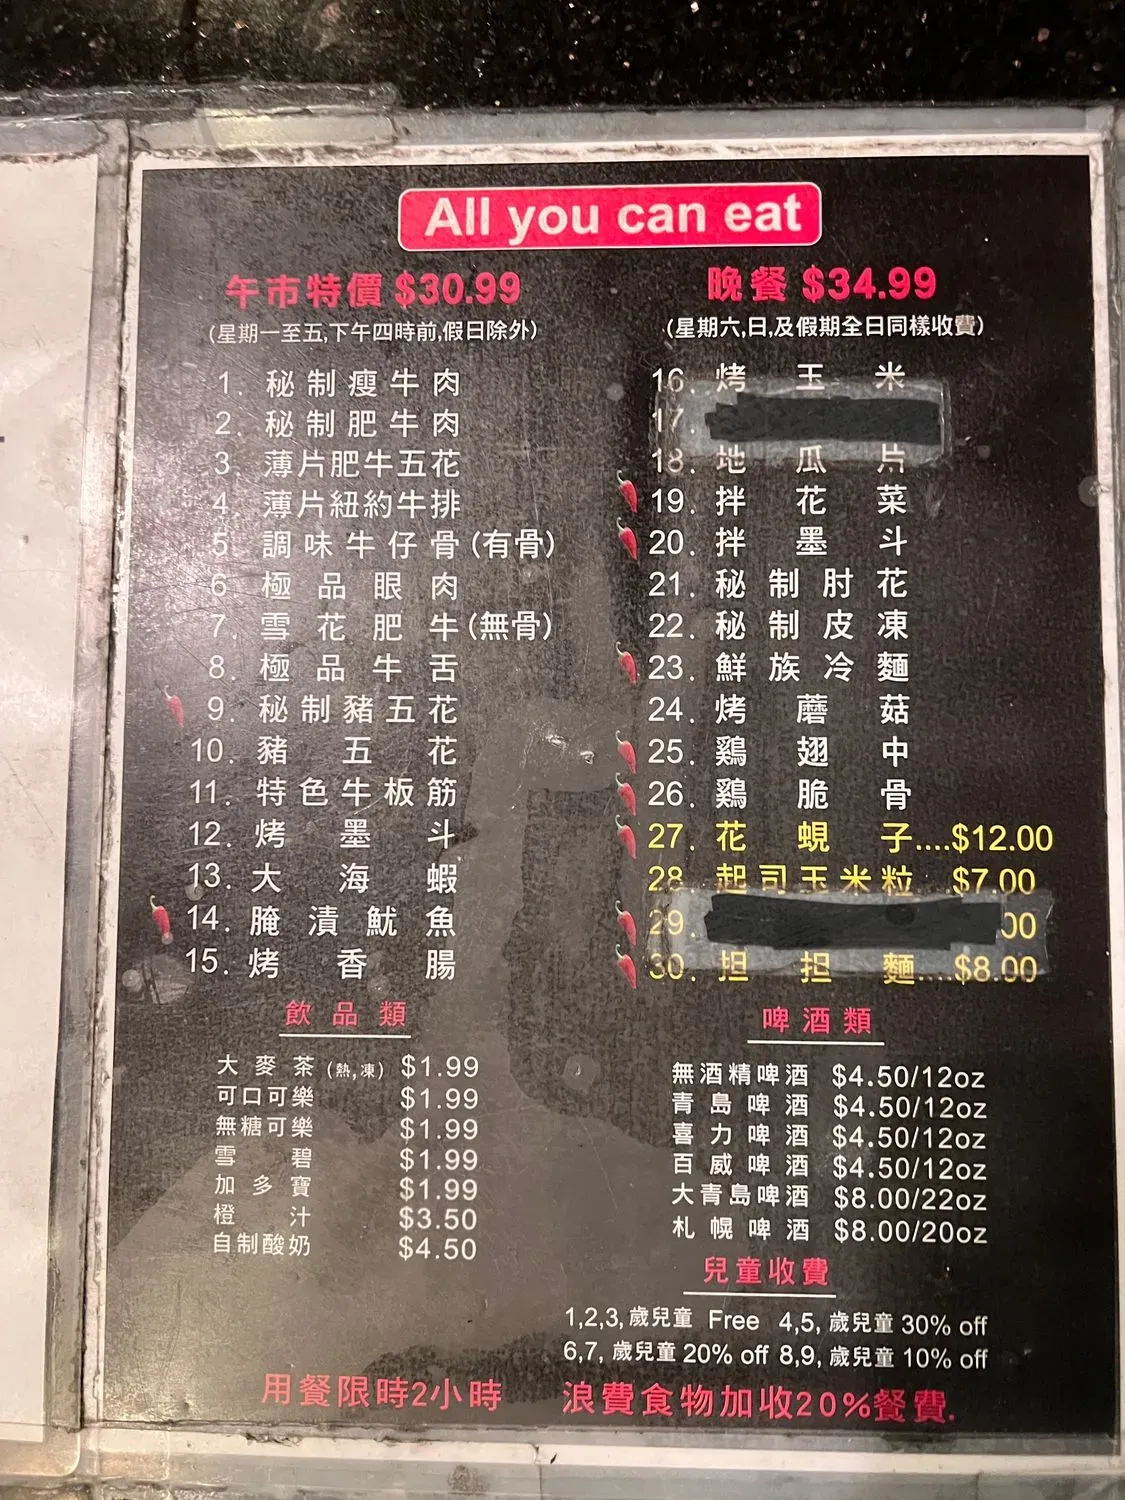 All you can eat
午市特價 $30.99
(星期一至五,下午四時前,假日除外)
1. 秘制瘦牛肉
2. 秘制肥牛肉
3. 薄片肥牛五花
4. 薄片紐約牛排
5. 調味牛仔骨(有骨)
6. 極品眼肉
7. 雪花肥牛(無骨)
8. 極品牛舌
9. 秘制豬五花
10. 豬五花
11. 特色牛板筋
12. 烤墨斗
13. 大海蝦
14. 腌漬魷魚
15. 烤香腸
晚餐 $34.99
(星期六,日,及假期全日同樣收費)
16. 烤玉米
17.
18. 地瓜片
19. 拌花菜
20. 拌墨斗
21. 秘制肘花
22. 秘制皮凍
23. 鮮族冷麵
24. 烤蘑菇
25. 鷄翅中
26. 鷄脆骨
27. 花蜆子....$12.00
28 起司玉米粒 .$7.00
29. 00
30. 担担麵....$8.00
飲品類
大麥茶(熱,凍) $1.99
可口可樂 $1.99
無糖可樂 $1.99
雪碧 $1.99
加多寶 $1.99
橙汁 $3.50
自制酸奶 $4.50
啤酒類
無酒精啤酒 $4.50/12oz
青島啤酒 $4.50/12oz
喜力啤酒 $4.50/12oz
百威啤酒 $4.50/12oz
大青島啤酒 $8.00/22oz
札幌啤酒 $8.00/20oz
兒童收費
1,2,3,歲兒童 Free 4,5, 歲兒童 30% off
6,7, 歲兒童 20% off 8,9, 歲兒童 10% off
用餐限時2小時 浪費食物加收20%餐費.